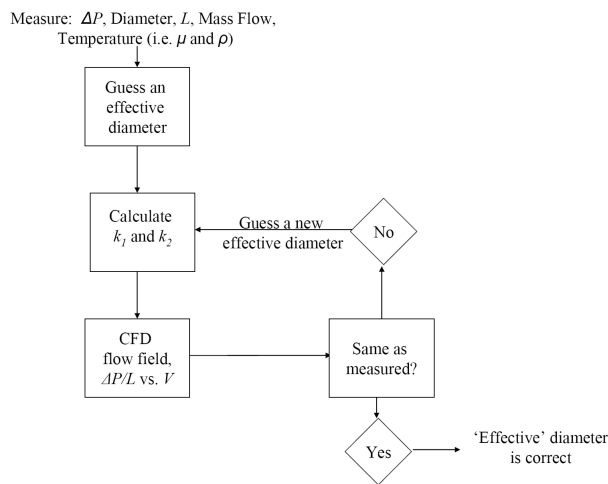 Measure: ΔP, Diameter, L, Mass Flow,
Temperature (i.e. μ and ρ)
Guess an
effective
diameter
Calculate
k₁ and k₂
Guess a new
effective diameter
No
CFD
flow field,
ΔP/L vs. V
Same as
measured?
Yes
‘Effective’ diameter
is correct